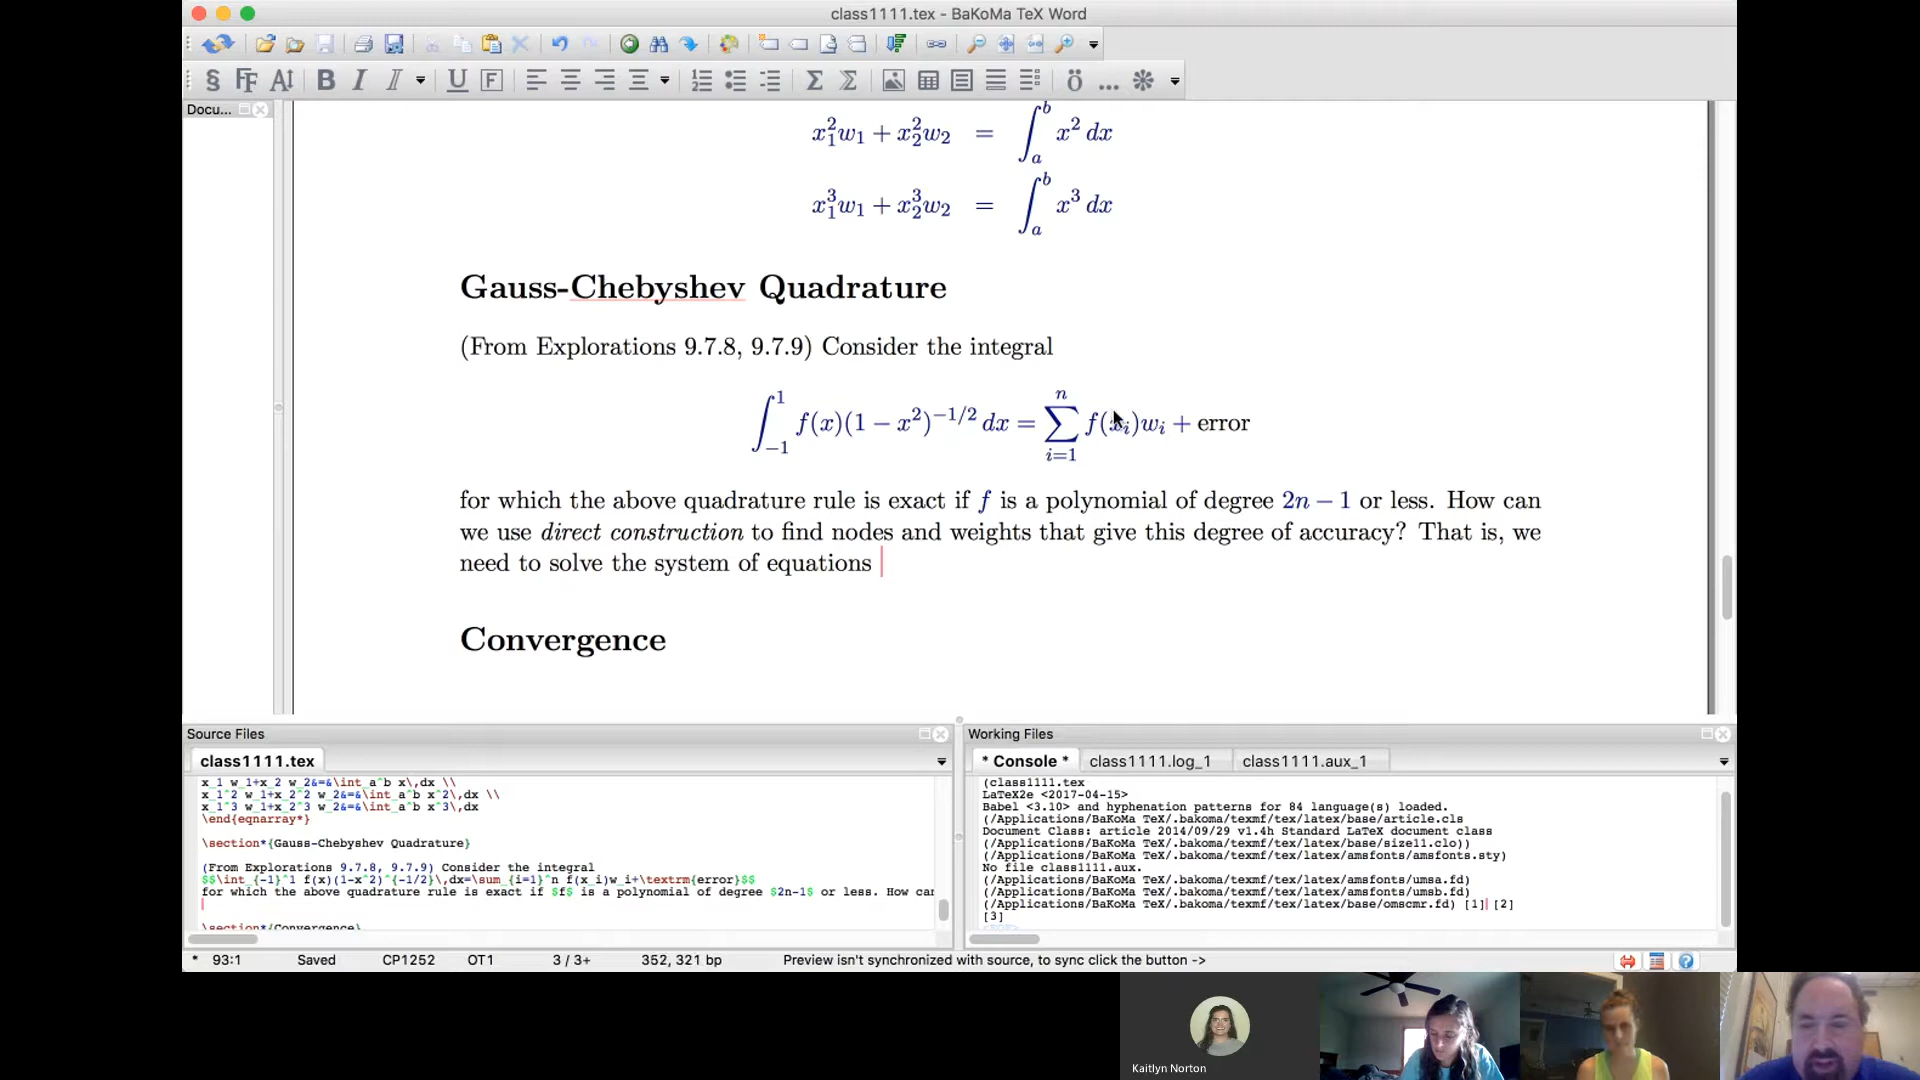 class1111.tex - BaKoMa TeX Word
Docu...
x_1^2 w_1 + x_2^2 w_2 = ∫_a^b x^2 dx
x_1^3 w_1 + x_2^3 w_2 = ∫_a^b x^3 dx
Gauss-Chebyshev Quadrature
(From Explorations 9.7.8, 9.7.9) Consider the integral
∫_{-1}^1 f(x)(1 − x^2)^{−1/2} dx = ∑_{i=1}^n f(x_i)w_i + error
for which the above quadrature rule is exact if f is a polynomial of degree 2n − 1 or less. How can
we use direct construction to find nodes and weights that give this degree of accuracy? That is, we
need to solve the system of equations
Convergence
Source Files
class1111.tex
x_1 w_1+x_2 w_2&=&\int_a^b x\,dx \\
x_1^2 w_1+x_2^2 w_2&=&\int_a^b x^2\,dx \\
x_1^3 w_1+x_2^3 w_2&=&\int_a^b x^3\,dx
\end{eqnarray*}
\section*{Gauss-Chebyshev Quadrature}
(From Explorations 9.7.8, 9.7.9) Consider the integral
$$\int_{-1}^1 f(x)(1-x^2)^{-1/2}\,dx=\sum_{i=1}^n f(x_i)w_i+\textrm{error}$$
for which the above quadrature rule is exact if $f$ is a polynomial of degree $2n-1$ or less. How can
\section*{Convergence}
Working Files
* Console * class1111.log_1 class1111.aux_1
(class1111.tex
LaTeX2e <2017-04-15>
Babel <3.10> and hyphenation patterns for 84 language(s) loaded.
(/Applications/BaKoMa TeX/.bakoma/texmf/tex/latex/base/article.cls
Document Class: article 2014/09/29 v1.4h Standard LaTeX document class
(/Applications/BaKoMa TeX/.bakoma/texmf/tex/latex/base/size11.clo))
(/Applications/BaKoMa TeX/.bakoma/texmf/tex/latex/amsfonts/amsfonts.sty)
No file class1111.aux.
(/Applications/BaKoMa TeX/.bakoma/texmf/tex/latex/amsfonts/umsa.fd)
(/Applications/BaKoMa TeX/.bakoma/texmf/tex/latex/amsfonts/umsb.fd)
(/Applications/BaKoMa TeX/.bakoma/texmf/tex/latex/base/omscmr.fd) [1] [2]
[3]
* 93:1 Saved CP1252 OT1 3 / 3+ 352, 321 bp Preview isn't synchronized with source, to sync click the button ->
Kaitlyn Norton